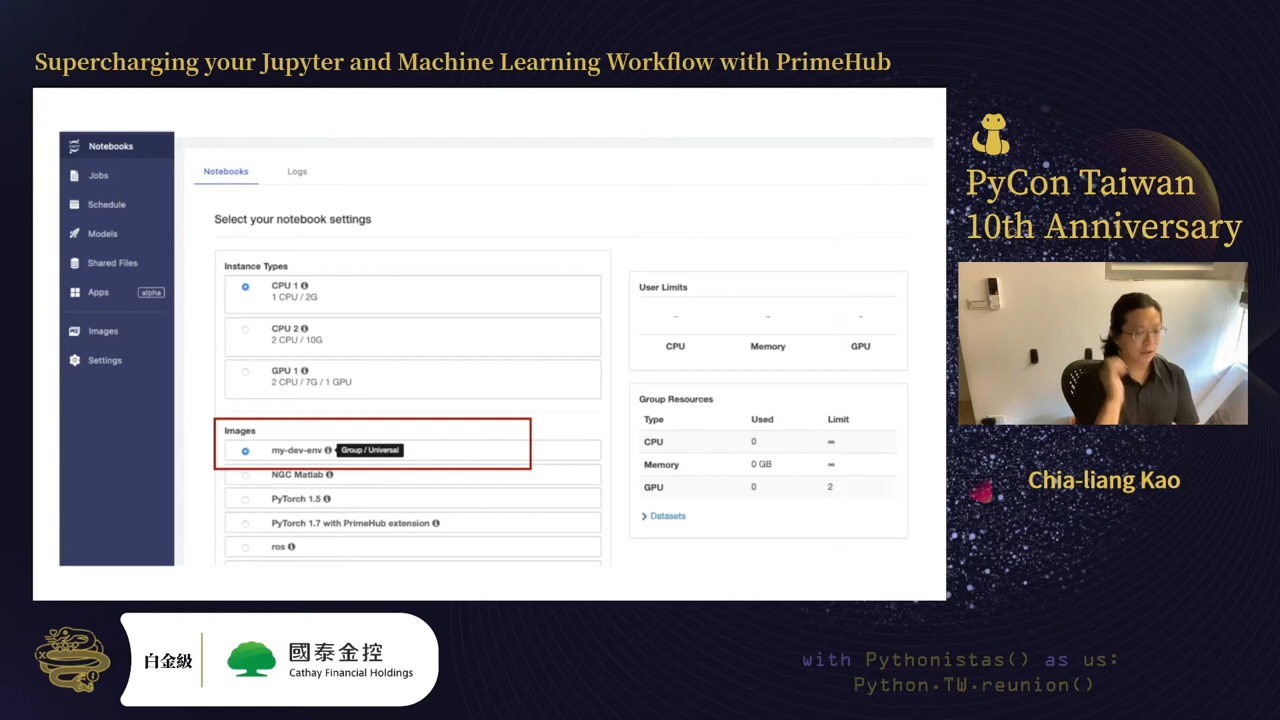 Supercharging your Jupyter and Machine Learning Workflow with PrimeHub
Notebooks
Jobs
Schedule
Models
Shared Files
Apps alpha
Images
Settings
Notebooks Logs
Select your notebook settings
Instance Types
CPU 1
1 CPU / 2G
CPU 2
2 CPU / 10G
GPU 1
2 CPU / 7G / 1 GPU
Images
my-dev-env Group / Universal
NGC Matlab
PyTorch 1.5
PyTorch 1.7 with PrimeHub extension
ros
User Limits
- - -
CPU Memory GPU
Group Resources
Type Used Limit
CPU 0 ∞
Memory 0 GB ∞
GPU 0 2
Datasets
PyCon Taiwan
10th Anniversary
Chia-liang Kao
白金級
國泰金控
Cathay Financial Holdings
with Pythonistas() as us:
Python.TW.reunion()